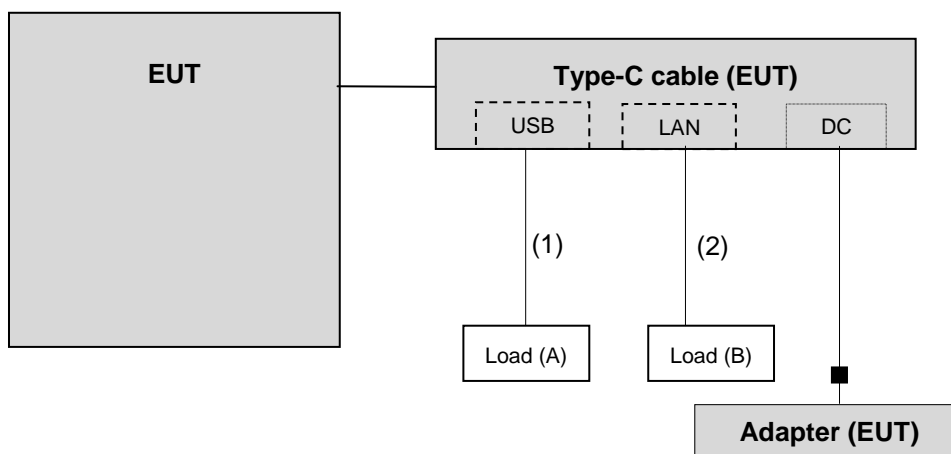 EUT
Type-C cable (EUT)
USB
LAN
DC
(1)
(2)
Load (A)
Load (B)
Adapter (EUT)